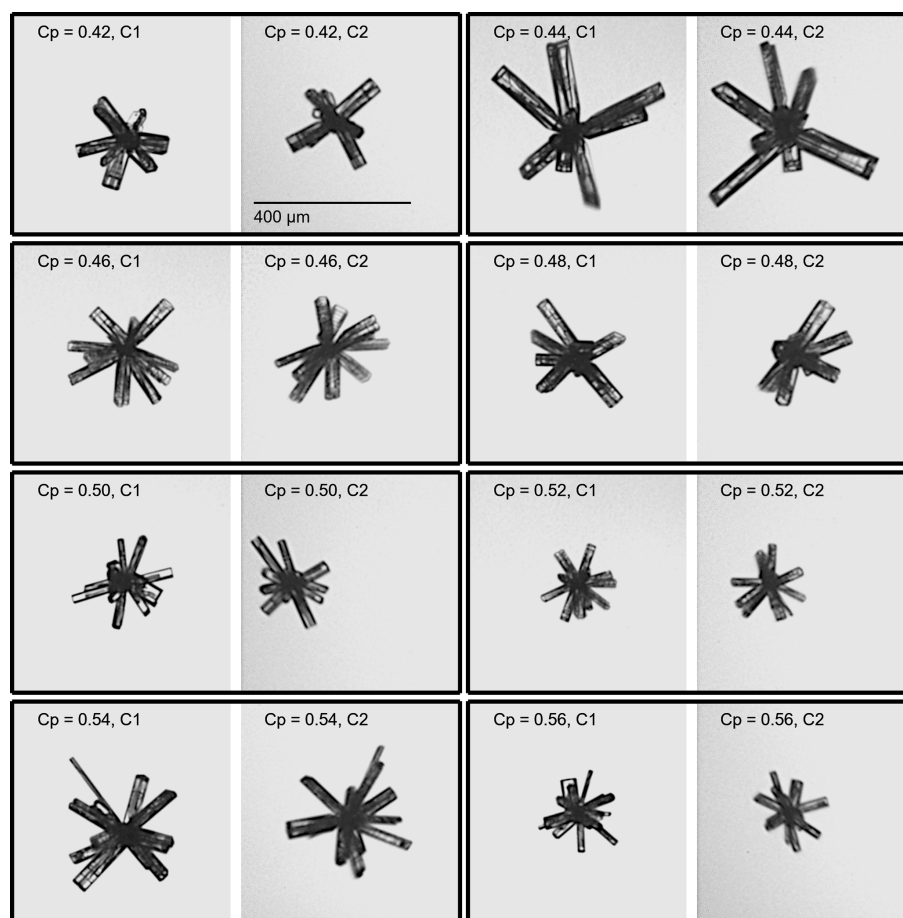 Cp = 0.42, C1
Cp = 0.42, C2
400 µm
Cp = 0.44, C1
Cp = 0.44, C2
Cp = 0.46, C1
Cp = 0.46, C2
Cp = 0.48, C1
Cp = 0.48, C2
Cp = 0.50, C1
Cp = 0.50, C2
Cp = 0.52, C1
Cp = 0.52, C2
Cp = 0.54, C1
Cp = 0.54, C2
Cp = 0.56, C1
Cp = 0.56, C2